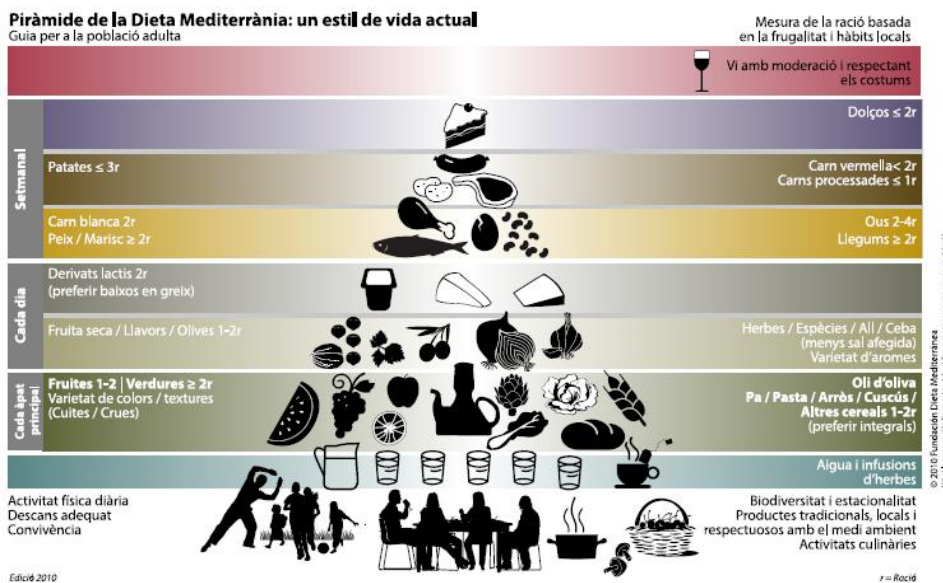 Piràmide de la Dieta Mediterrània: un estil de vida actual
Guia per a la població adulta
Mesura de la ració basada
en la frugalitat i hàbits locals
Vi amb moderació i respectant
els costums
Setmanal
Dolços ≤ 2r
Patates ≤ 3r
Carn vermella< 2r
Carns processades ≤ 1r
Carn blanca 2r
Peix / Marisc ≥ 2r
Ous 2-4r
Llegums ≥ 2r
Cada dia
Derivats lactis 2r
(preferir baixos en greix)
Fruita seca / Llavors / Olives 1-2r
Herbes / Espècies / All / Ceba
(menys sal afegida)
Varietat d'aromes
Cada àpat
principal
Fruites 1-2 | Verdures ≥ 2r
Varietat de colors / textures
(Cuites / Crues)
Oli d'oliva
Pa / Pasta / Arròs / Cuscús /
Altres cereals 1-2r
(preferir integrals)
Aigua i infusions
d'herbes
Activitat física diària
Descans adequat
Convivència
Biodiversitat i estacionalitat
Productes tradicionals, locals i
respectuosos amb el medi ambient
Activitats culinàries
Edició 2010
r = Ració
© 2010 Fundación Dieta Mediterránea